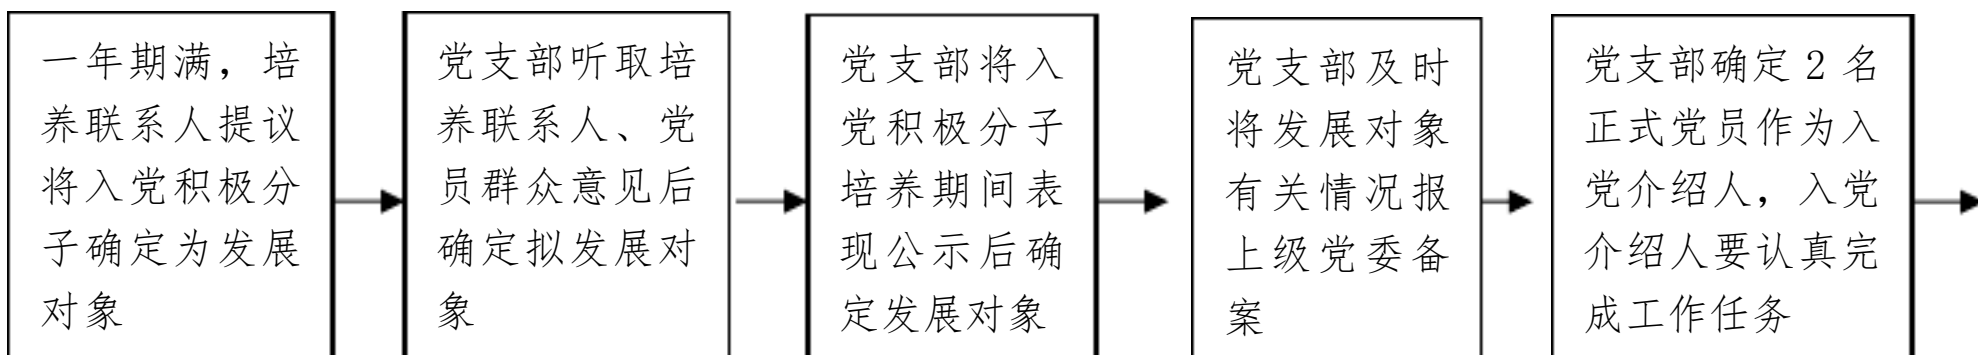 一年期满，培
养联系人提议
将入党积极分
子确定为发展
对象
党支部听取培
养联系人、党
员群众意见后
确定拟发展对
象
党支部将入
党积极分子
培养期间表
现公示后确
定发展对象
党支部及时
将发展对象
有关情况报
上级党委备
案
党支部确定 2 名
正式党员作为入
党介绍人，入党
介绍人要认真完
成工作任务